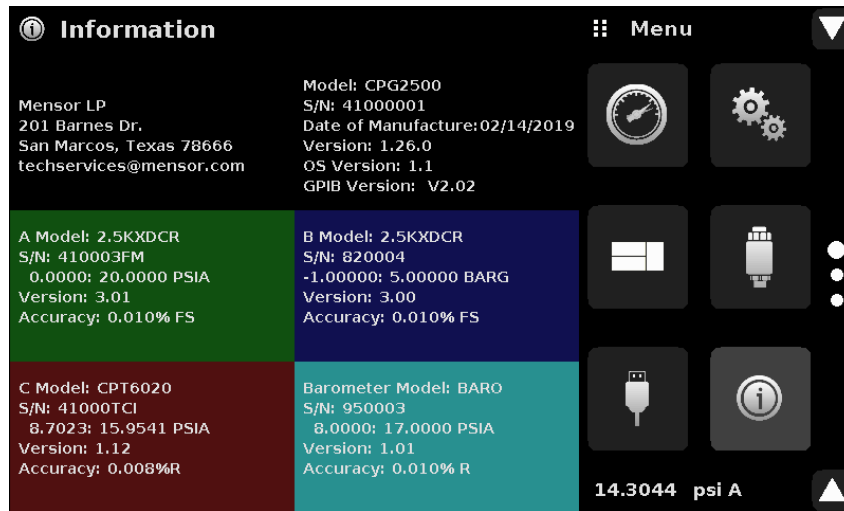 Information
Mensor LP
201 Barnes Dr.
San Marcos, Texas 78666
techservices@mensor.com
Model: CPG2500
S/N: 41000001
Date of Manufacture:02/14/2019
Version: 1.26.0
OS Version: 1.1
GPIB Version:  V2.02
A Model: 2.5KXDCR
S/N: 410003FM
0.0000: 20.0000 PSIA
Version: 3.01
Accuracy: 0.010% FS
B Model: 2.5KXDCR
S/N: 820004
-1.00000: 5.00000 BARG
Version: 3.00
Accuracy: 0.010% FS
C Model: CPT6020
S/N: 41000TCI
8.7023: 15.9541 PSIA
Version: 1.12
Accuracy: 0.008%R
Barometer Model: BARO
S/N: 950003
8.0000: 17.0000 PSIA
Version: 1.01
Accuracy: 0.010% R
Menu
14.3044  psi A